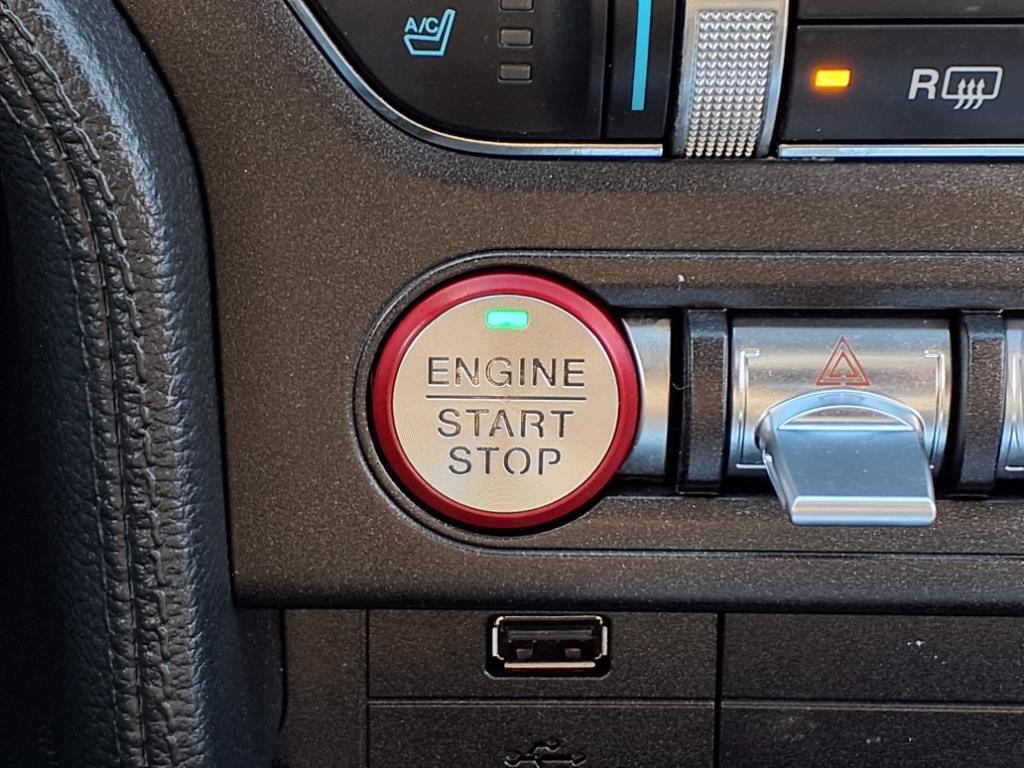 A/C
R
ENGINE
START
STOP